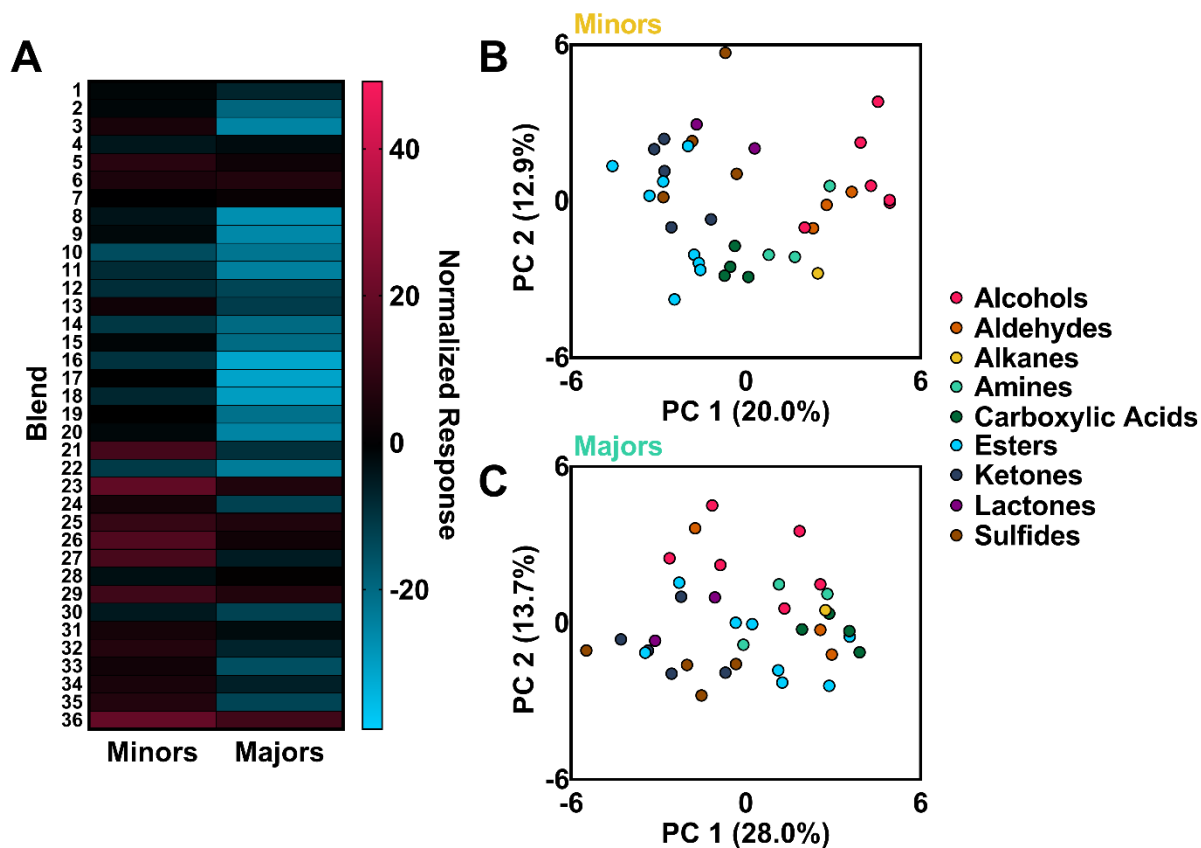 A
1
2
3
4
5
6
7
8
9
10
11
12
13
14
15
16
17
18
19
20
21
22
23
24
25
26
27
28
29
30
31
32
33
34
35
36
Blend
Minors Majors
40
20
0
-20
Normalized Response
B
Minors
6
0
-6
PC 2 (12.9%)
-6 0 6
PC 1 (20.0%)
C
Majors
6
0
-6
PC 2 (13.7%)
-6 0 6
PC 1 (28.0%)
Alcohols
Aldehydes
Alkanes
Amines
Carboxylic Acids
Esters
Ketones
Lactones
Sulfides